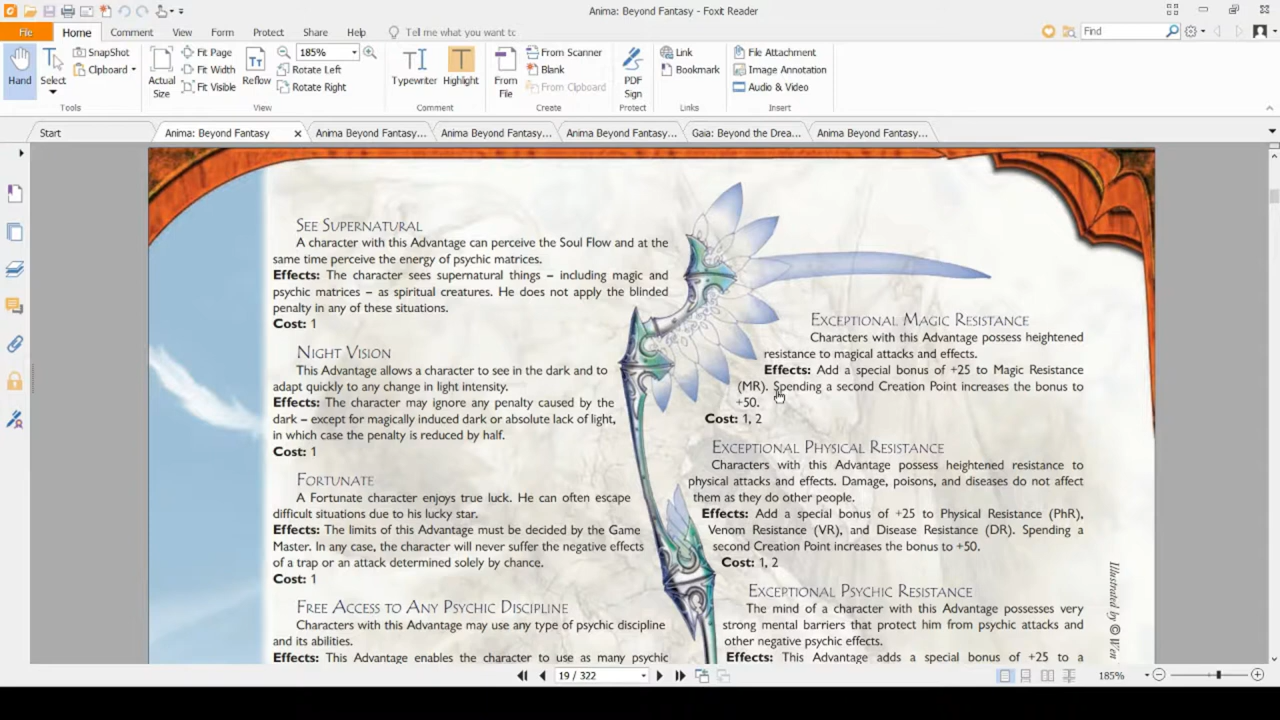 Anima: Beyond Fantasy - Foxit Reader
File
Home
Comment
View
Form
Protect
Share
Help
Tell me what you want tc
Find
Hand
Select
SnapShot
Clipboard
Tools
Actual
Size
Fit Page
Fit Width
Fit Visible
Reflow
185%
Rotate Left
Rotate Right
View
Typewriter
Highlight
Comment
From
File
From Scanner
Blank
From Clipboard
Create
PDF
Sign
Protect
Link
Bookmark
Links
File Attachment
Image Annotation
Audio & Video
Insert
Start
Anima: Beyond Fantasy
Anima Beyond Fantasy...
Anima Beyond Fantasy...
Anima Beyond Fantasy...
Gaia: Beyond the Drea...
Anima Beyond Fantasy...
SEE SUPERNATURAL
A character with this Advantage can perceive the Soul Flow and at the
same time perceive the energy of psychic matrices.
Effects: The character sees supernatural things – including magic and
psychic matrices – as spiritual creatures. He does not apply the blinded
penalty in any of these situations.
Cost: 1
NIGHT VISION
This Advantage allows a character to see in the dark and to
adapt quickly to any change in light intensity.
Effects: The character may ignore any penalty caused by the
dark – except for magically induced dark or absolute lack of light,
in which case the penalty is reduced by half.
Cost: 1
FORTUNATE
A Fortunate character enjoys true luck. He can often escape
difficult situations due to his lucky star.
Effects: The limits of this Advantage must be decided by the Game
Master. In any case, the character will never suffer the negative effects
of a trap or an attack determined solely by chance.
Cost: 1
FREE ACCESS TO ANY PSYCHIC DISCIPLINE
Characters with this Advantage may use any type of psychic discipline
and its abilities.
Effects: This Advantage enables the character to use as many psychic
EXCEPTIONAL MAGIC RESISTANCE
Characters with this Advantage possess heightened
resistance to magical attacks and effects.
Effects: Add a special bonus of +25 to Magic Resistance
(MR). Spending a second Creation Point increases the bonus to
+50.
Cost: 1, 2
EXCEPTIONAL PHYSICAL RESISTANCE
Characters with this Advantage possess heightened resistance to
physical attacks and effects. Damage, poisons, and diseases do not affect
them as they do other people.
Effects: Add a special bonus of +25 to Physical Resistance (PhR),
Venom Resistance (VR), and Disease Resistance (DR). Spending a
second Creation Point increases the bonus to +50.
Cost: 1, 2
EXCEPTIONAL PSYCHIC RESISTANCE
The mind of a character with this Advantage possesses very
strong mental barriers that protect him from psychic attacks and
other negative psychic effects.
Effects: This Advantage adds a special bonus of +25 to a
Illustrated by © Wen
19 / 322
185%